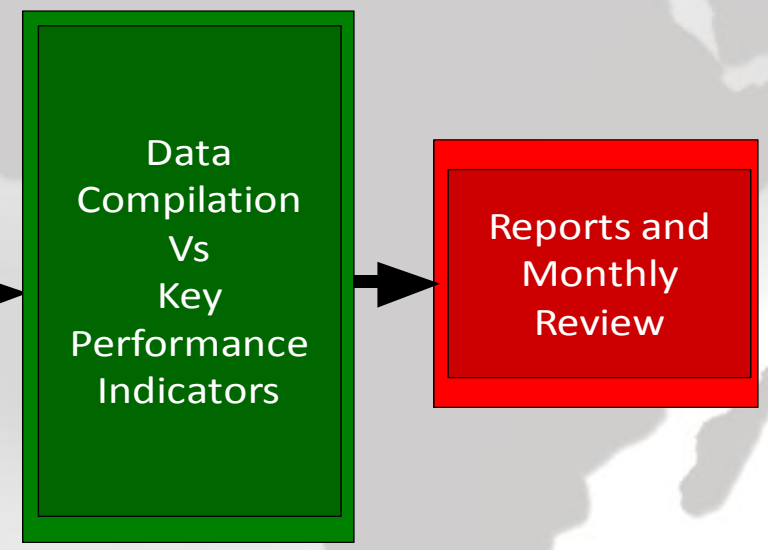 Data
Compilation
Vs
Key
Performance
Indicators
Reports and
Monthly
Review